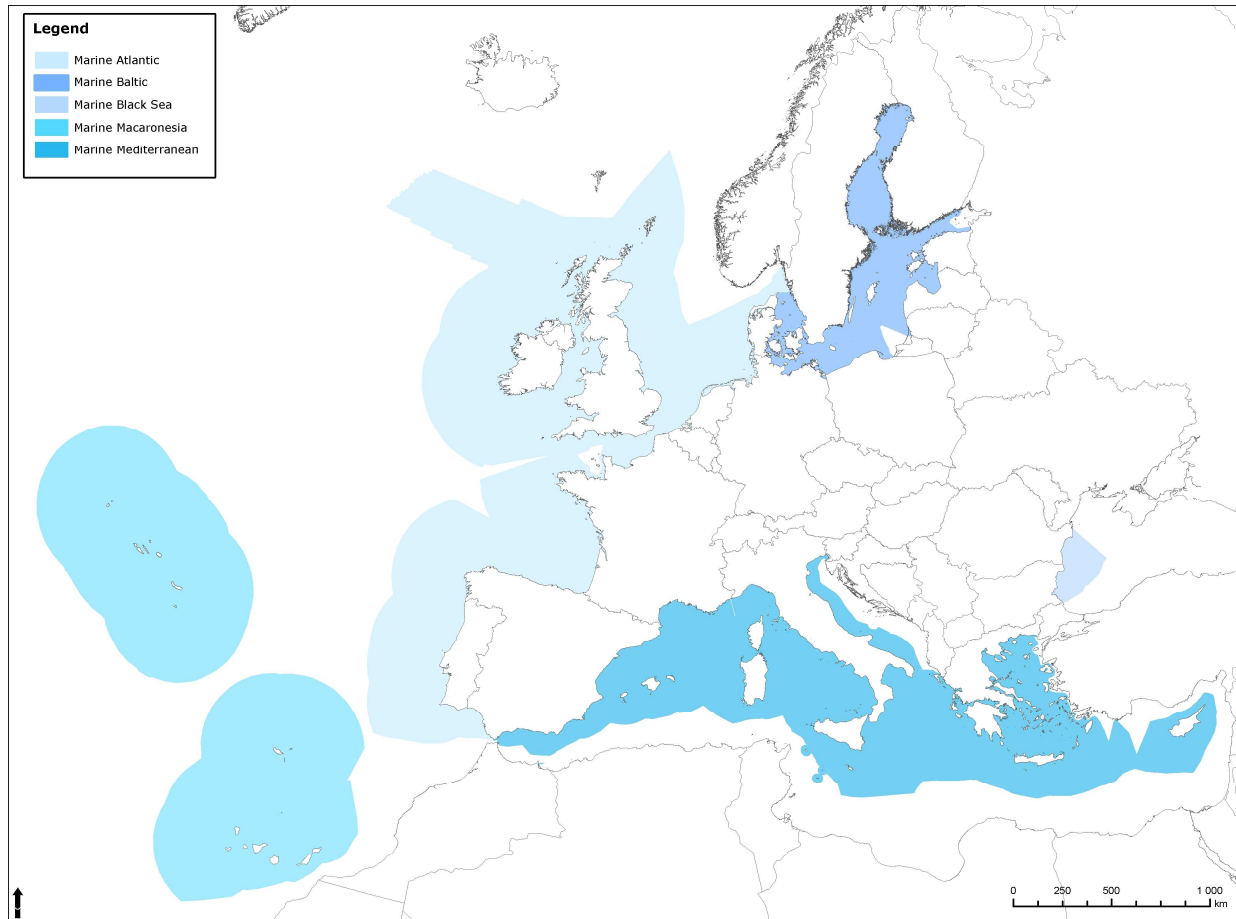 Legend
Marine Atlantic
Marine Baltic
Marine Black Sea
Marine Macaronesia
Marine Mediterranean
0 250 500 1 000
km